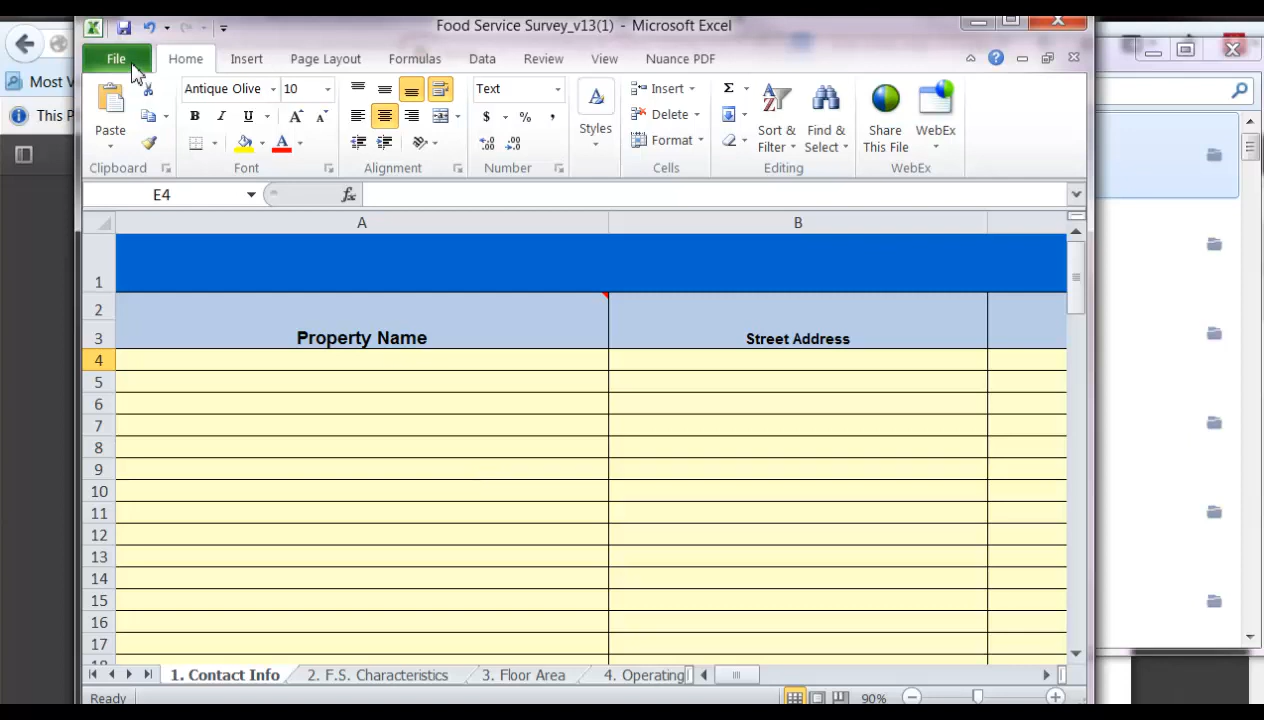 Food Service Survey_v13(1) - Microsoft Excel
File Home Insert Page Layout Formulas Data Review View Nuance PDF
Most V
This P
Antique Olive 10
Text
Paste
B I U A A
A
$ % ,
Styles
Insert
Delete
Format
Σ
Sort & Filter
Find & Select
Share This File
WebEx
Clipboard Font Alignment Number Cells Editing WebEx
E4 fx
A B
1
2
3 Property Name Street Address
4
5
6
7
8
9
10
11
12
13
14
15
16
17
1. Contact Info 2. F.S. Characteristics 3. Floor Area 4. Operating
Ready 90%